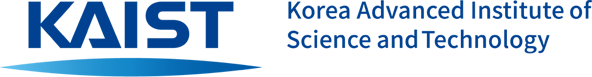 KAIST
Korea Advanced Institute of
Science and Technology